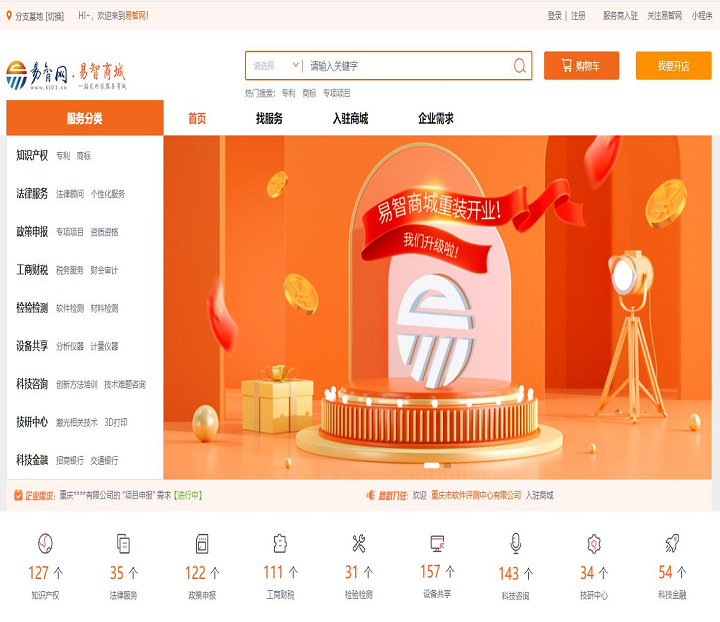 分支基地 [切换] Hi~，欢迎来到易智网！ 登录 | 注册 服务商入驻 关注易智网 小程序
易智网 · 易智商城
www.k101.cn 一站式科技服务商城
请选择 请输入关键字 购物车 我要开店
热门搜索： 专利 商标 专项项目
服务分类 首页 找服务 入驻商城 企业需求
知识产权 专利 商标
法律服务 法律顾问 个性化服务
政策申报 专项项目 资质资格
工商财税 税务服务 财会审计
检验检测 软件检测 材料检测
设备共享 分析仪器 计量仪器
科技咨询 创新方法培训 技术难题咨询
技研中心 激光相关技术 3D打印
科技金融 招商银行 交通银行
易智商城重装开业！
我们升级啦！
企业需求： 重庆****有限公司的 "项目申报" 需求【进行中】 最新入驻： 欢迎 重庆市软件评测中心有限公司 入驻商城
127 个 35 个 122 个 111 个 31 个 157 个 143 个 34 个 54 个
知识产权 法律服务 政策申报 工商财税 检验检测 设备共享 科技咨询 技研中心 科技金融